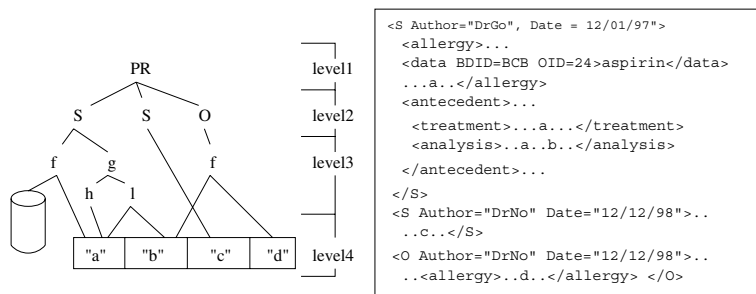 PR
level1
S S O
level2
f g f
level3
h l
"a" "b" "c" "d"
level4
<S Author="DrGo", Date = 12/01/97">
<allergy>...
<data BDID=BCB OID=24>aspirin</data>
...a..</allergy>
<antecedent>...
<treatment>...a...</treatment>
<analysis>..a..b..</analysis>
</antecedent>...
</S>
<S Author="DrNo" Date="12/12/98">..
..c..</S>
<O Author="DrNo" Date="12/12/98">..
..<allergy>..d..</allergy> </O>